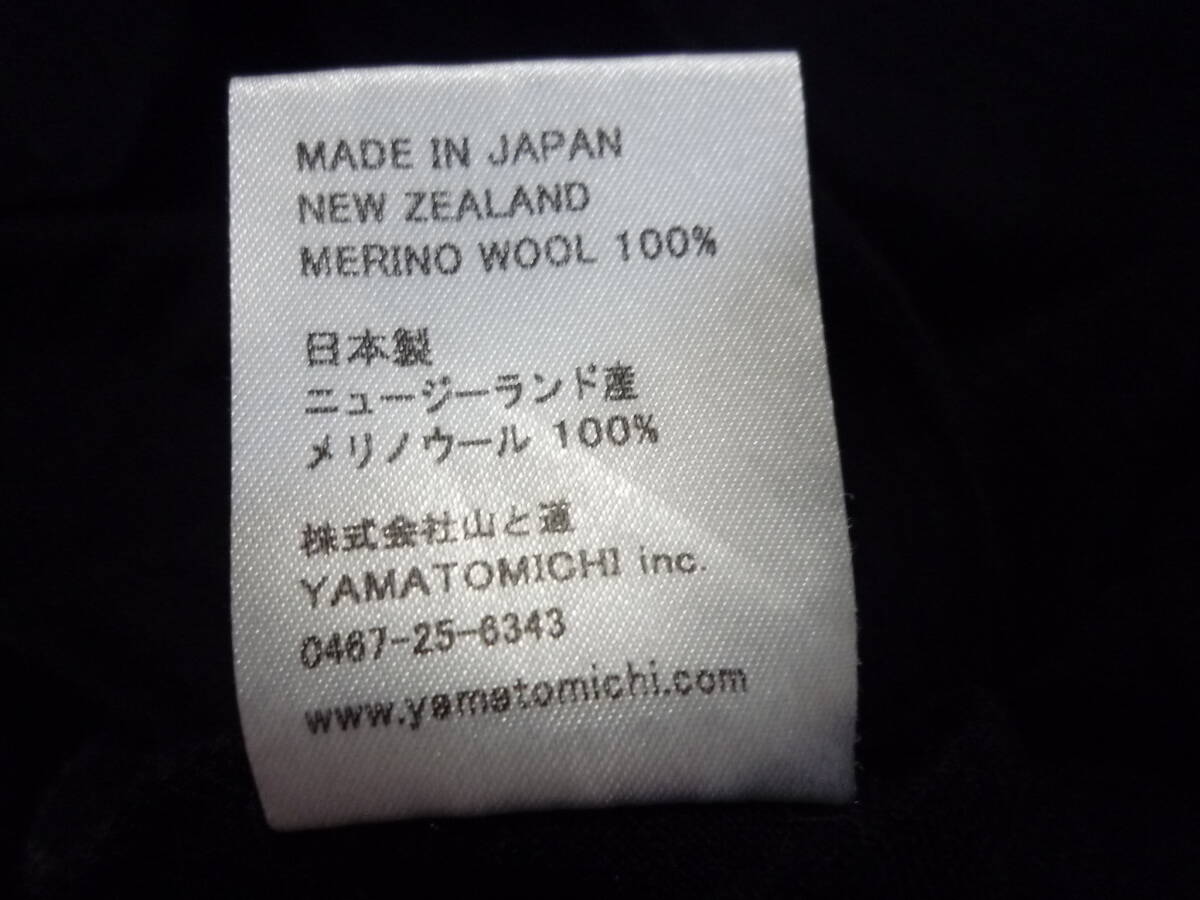 MADE IN JAPAN
NEW ZEALAND
MERINO WOOL 100%
日本製
ニュージーランド産
メリノウール 100%
株式会社山と道
YAMATOMICHI inc.
0467-25-6343
www.yamatomichi.com